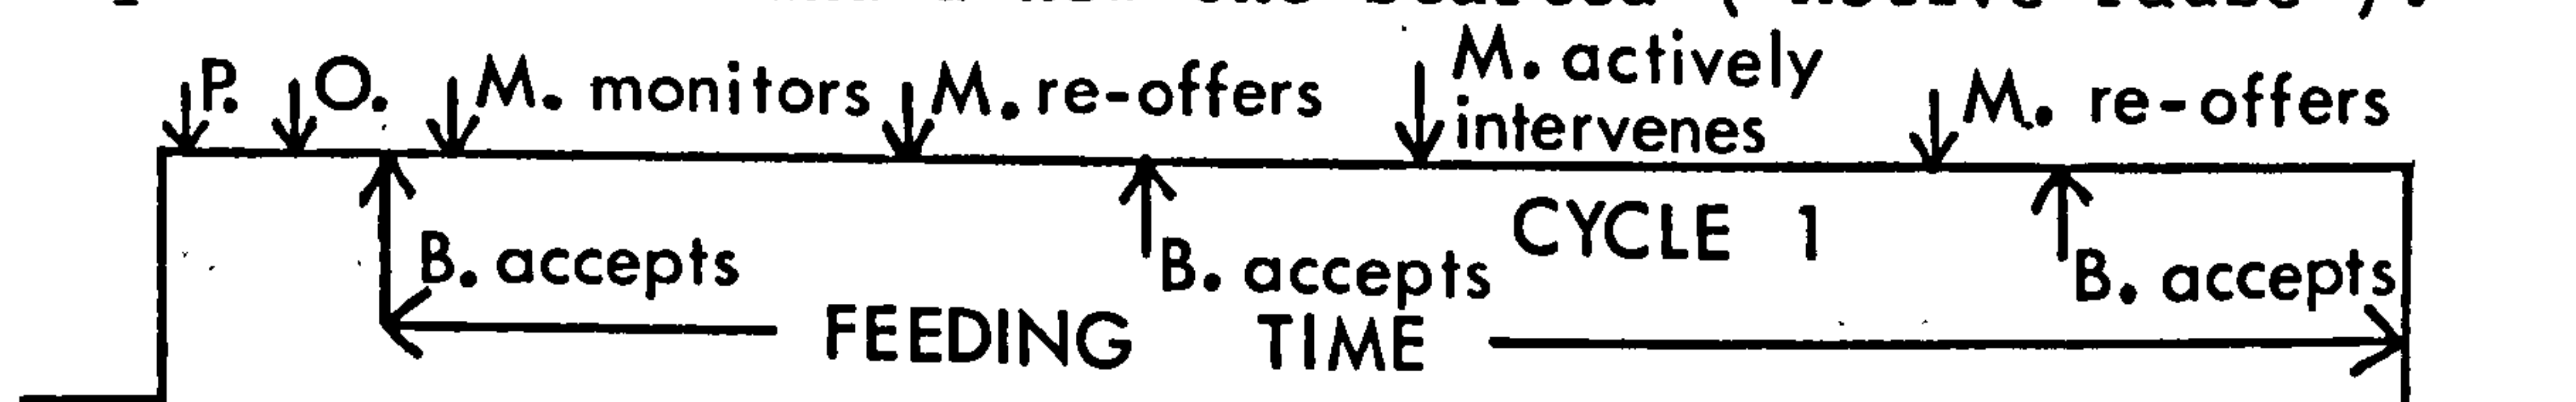 P. O. M. monitors M. re-offers M. actively intervenes M. re-offers
B. accepts B. accepts CYCLE 1 B. accepts
FEEDING TIME